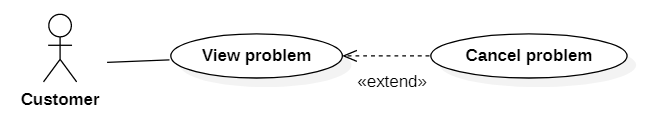 View problem
Cancel problem
«extend»
Customer